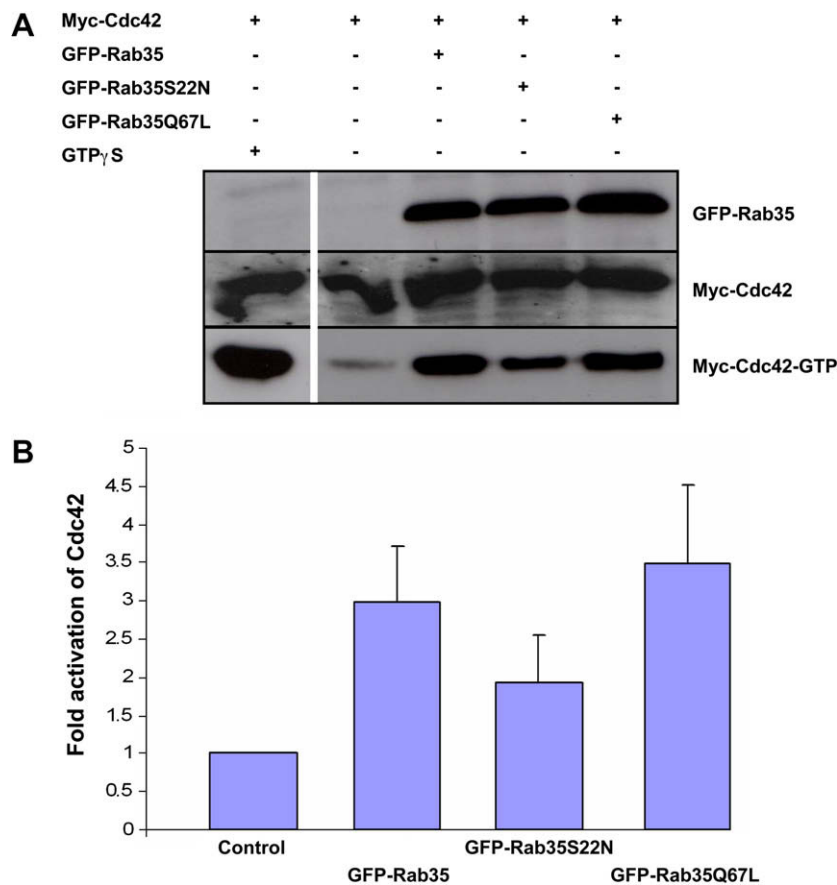 A
Myc-Cdc42 + + + + +
GFP-Rab35 - - + - -
GFP-Rab35S22N - - - + -
GFP-Rab35Q67L - - - - +
GTPγS + - - - -
GFP-Rab35
Myc-Cdc42
Myc-Cdc42-GTP
B
Fold activation of Cdc42
5
4.5
4
3.5
3
2.5
2
1.5
1
0.5
0
Control
GFP-Rab35
GFP-Rab35S22N
GFP-Rab35Q67L